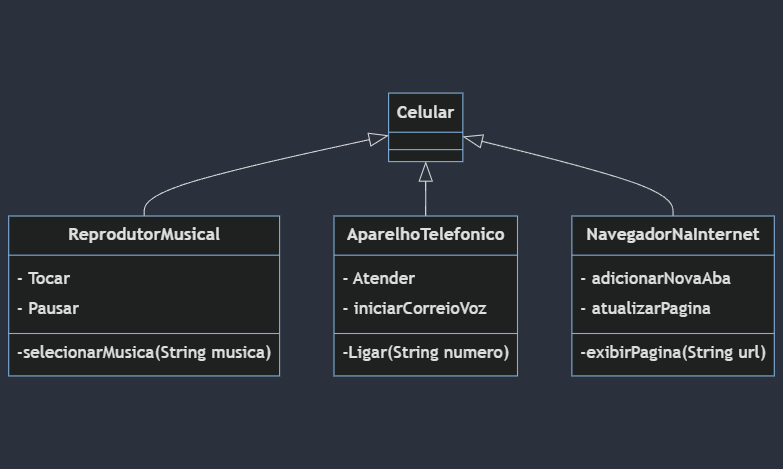 Celular
ReprodutorMusical
- Tocar
- Pausar
-selecionarMusica(String musica)
AparelhoTelefonico
- Atender
- iniciarCorreioVoz
-Ligar(String numero)
NavegadorNaInternet
- adicionarNovaAba
- atualizarPagina
-exibirPagina(String url)